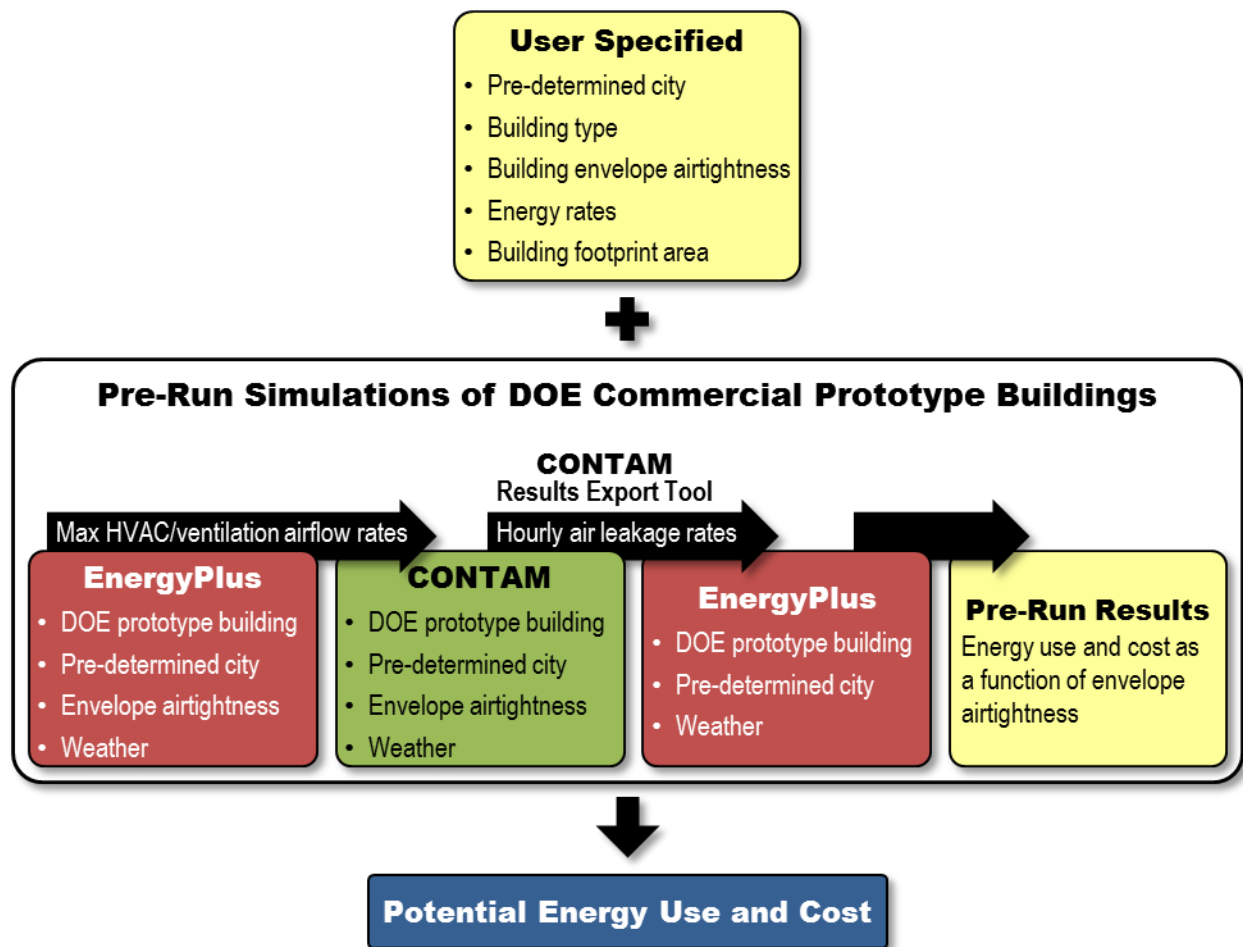 User Specified
• Pre-determined city
• Building type
• Building envelope airtightness
• Energy rates
• Building footprint area
Pre-Run Simulations of DOE Commercial Prototype Buildings
CONTAM
Results Export Tool
Max HVAC/ventilation airflow rates
Hourly air leakage rates
EnergyPlus
• DOE prototype building
• Pre-determined city
• Envelope airtightness
• Weather
CONTAM
• DOE prototype building
• Pre-determined city
• Envelope airtightness
• Weather
EnergyPlus
• DOE prototype building
• Pre-determined city
• Weather
Pre-Run Results
Energy use and cost as
a function of envelope
airtightness
Potential Energy Use and Cost